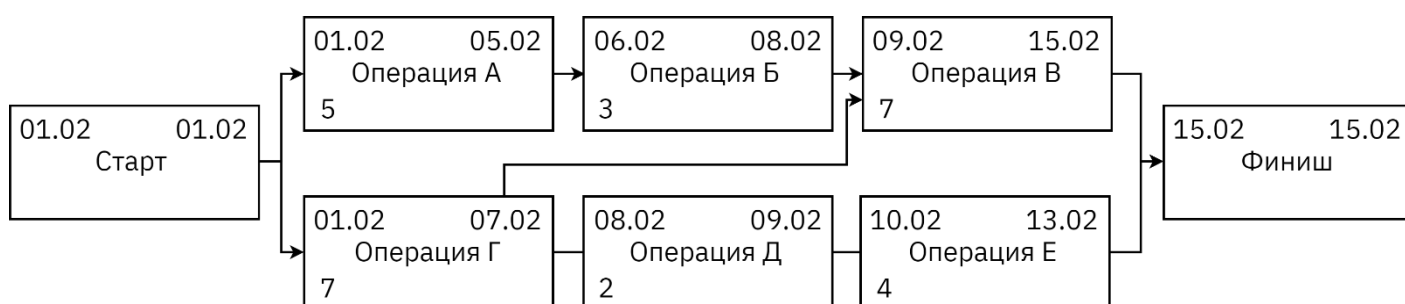 01.02 05.02
Операция А
5
06.02 08.02
Операция Б
3
09.02 15.02
Операция В
7
01.02 01.02
Старт
15.02 15.02
Финиш
01.02 07.02
Операция Г
7
08.02 09.02
Операция Д
2
10.02 13.02
Операция Е
4